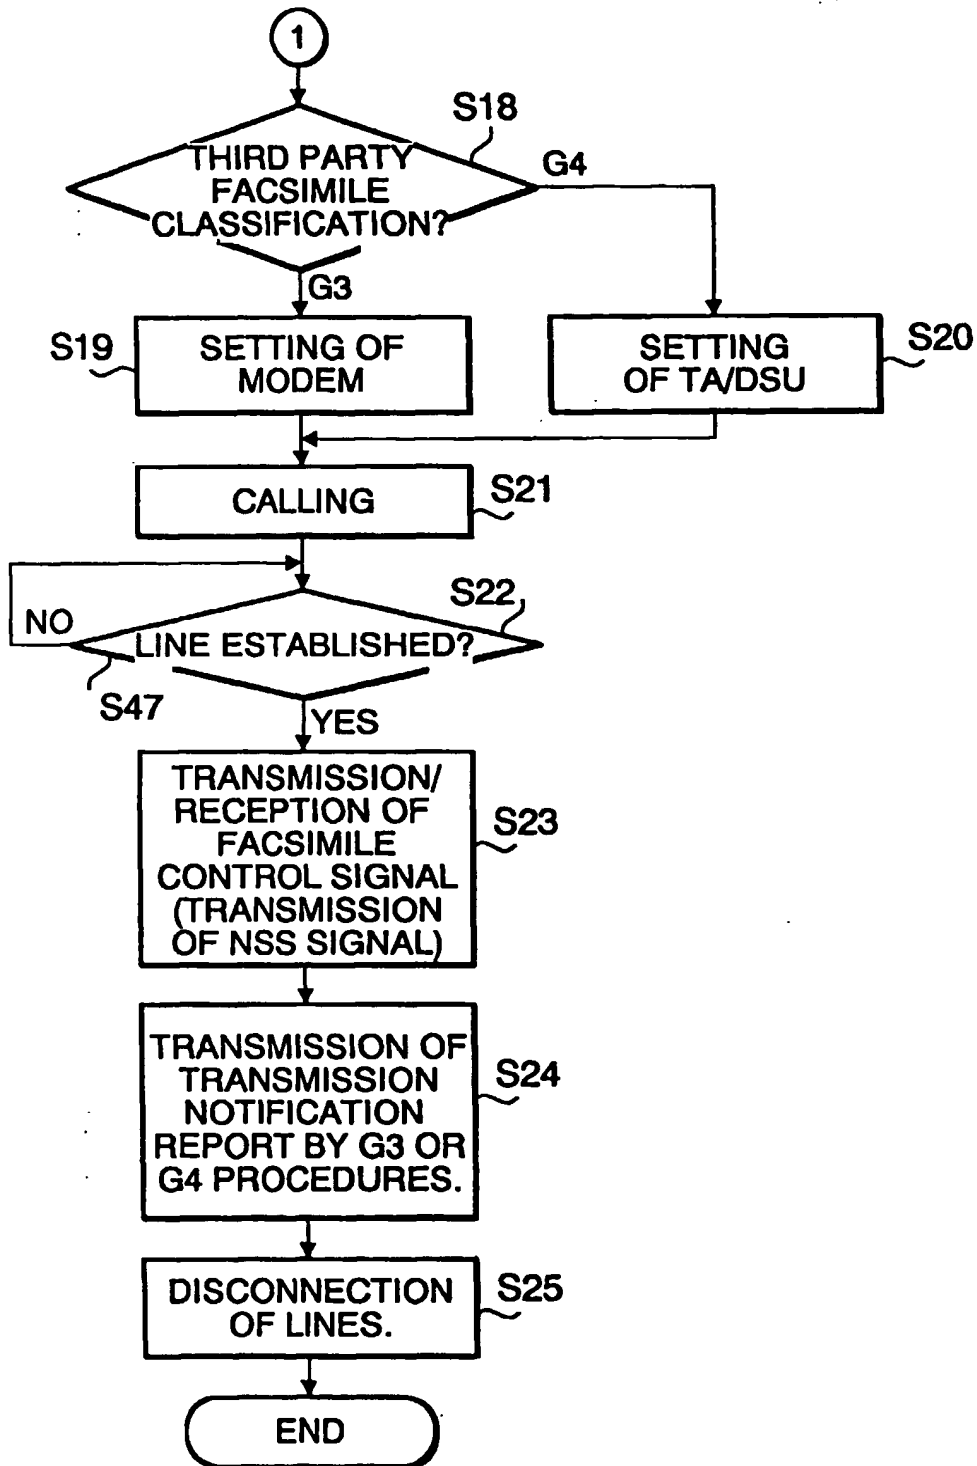 1
S18
THIRD PARTY
FACSIMILE
CLASSIFICATION?
G4
G3
S19
SETTING OF
MODEM
SETTING
OF TA/DSU
S20
CALLING
S21
S22
NO
LINE ESTABLISHED?
S47
YES
TRANSMISSION/
RECEPTION OF
FACSIMILE
CONTROL SIGNAL
(TRANSMISSION
OF NSS SIGNAL)
S23
TRANSMISSION OF
TRANSMISSION
NOTIFICATION
REPORT BY G3 OR
G4 PROCEDURES.
S24
DISCONNECTION
OF LINES.
S25
END